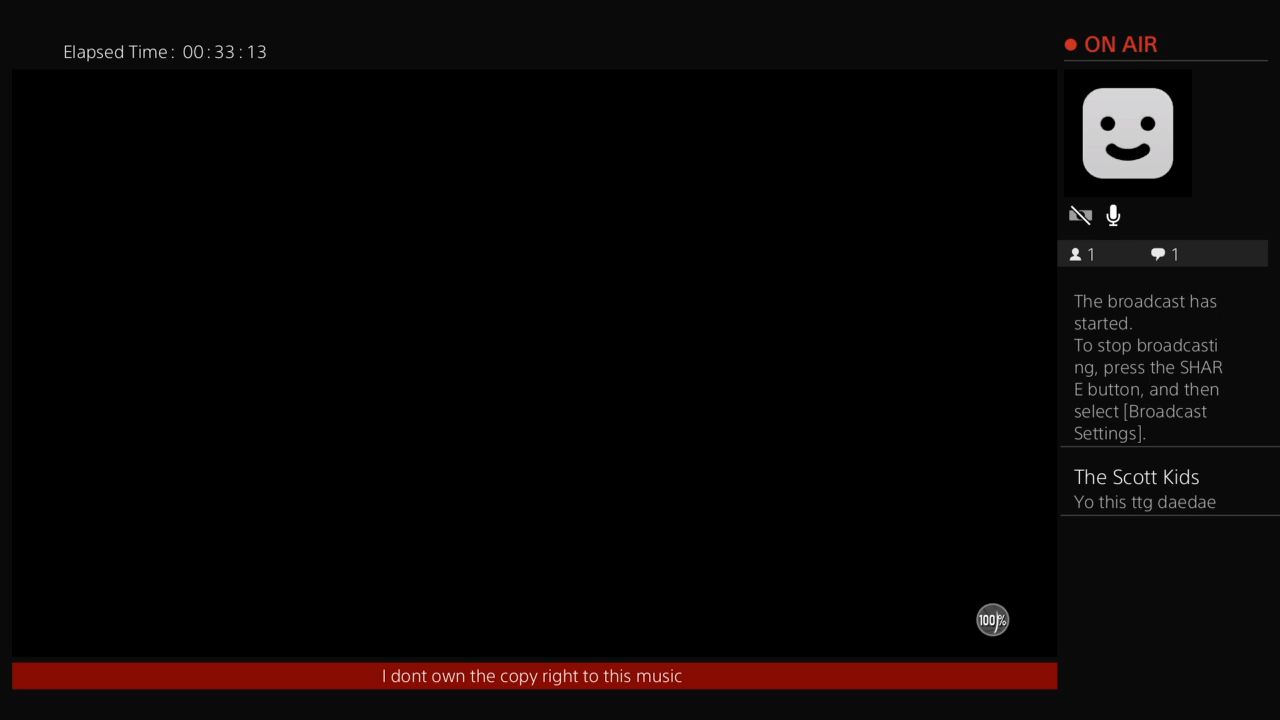 Elapsed Time: 00:33:13
ON AIR
1 1
The broadcast has
started.
To stop broadcasti
ng, press the SHAR
E button, and then
select [Broadcast
Settings].
The Scott Kids
Yo this ttg daedae
100%
I dont own the copy right to this music